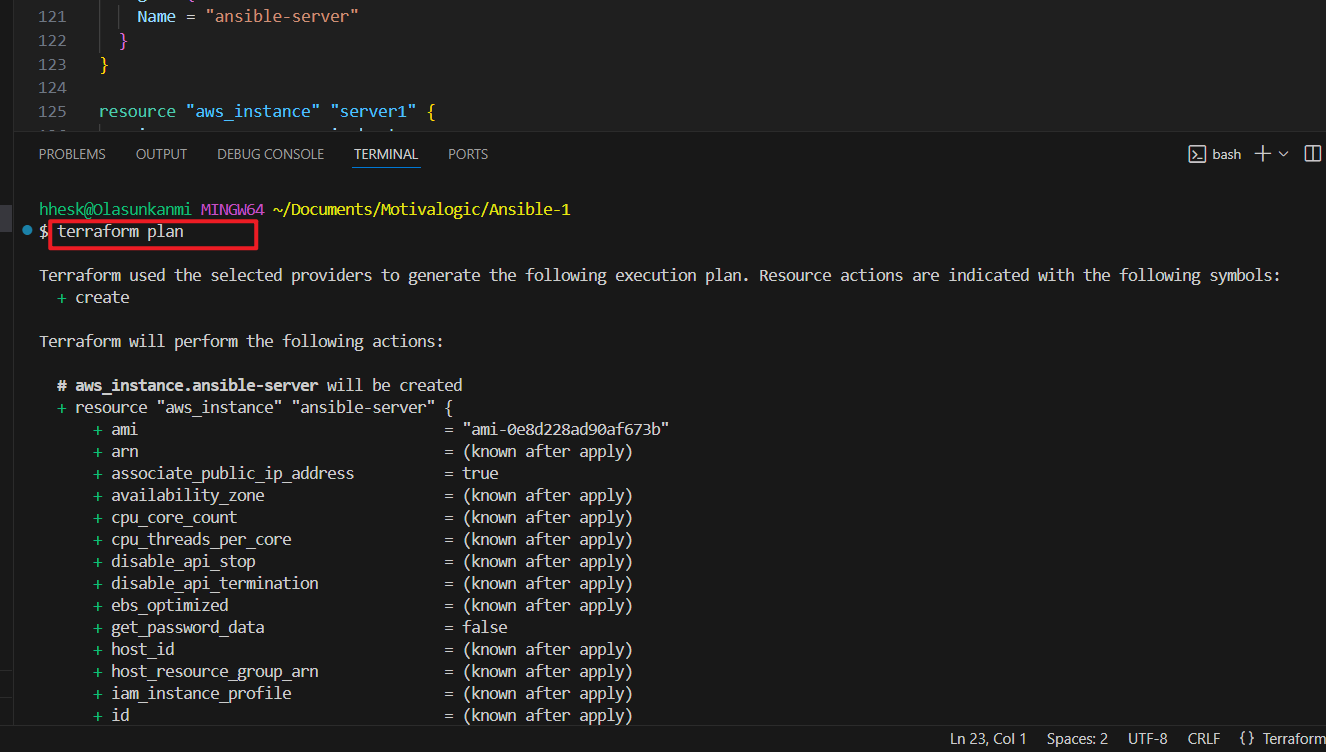 121 Name = "ansible-server"
122 }
123 }
124
125 resource "aws_instance" "server1" {
PROBLEMS OUTPUT DEBUG CONSOLE TERMINAL PORTS bash
hhesk@Olasunkanmi MINGW64 ~/Documents/Motivalogic/Ansible-1
$ terraform plan
Terraform used the selected providers to generate the following execution plan. Resource actions are indicated with the following symbols:
+ create
Terraform will perform the following actions:
# aws_instance.ansible-server will be created
+ resource "aws_instance" "ansible-server" {
+ ami = "ami-0e8d228ad90af673b"
+ arn = (known after apply)
+ associate_public_ip_address = true
+ availability_zone = (known after apply)
+ cpu_core_count = (known after apply)
+ cpu_threads_per_core = (known after apply)
+ disable_api_stop = (known after apply)
+ disable_api_termination = (known after apply)
+ ebs_optimized = (known after apply)
+ get_password_data = false
+ host_id = (known after apply)
+ host_resource_group_arn = (known after apply)
+ iam_instance_profile = (known after apply)
+ id = (known after apply)
Ln 23, Col 1 Spaces: 2 UTF-8 CRLF {} Terraform